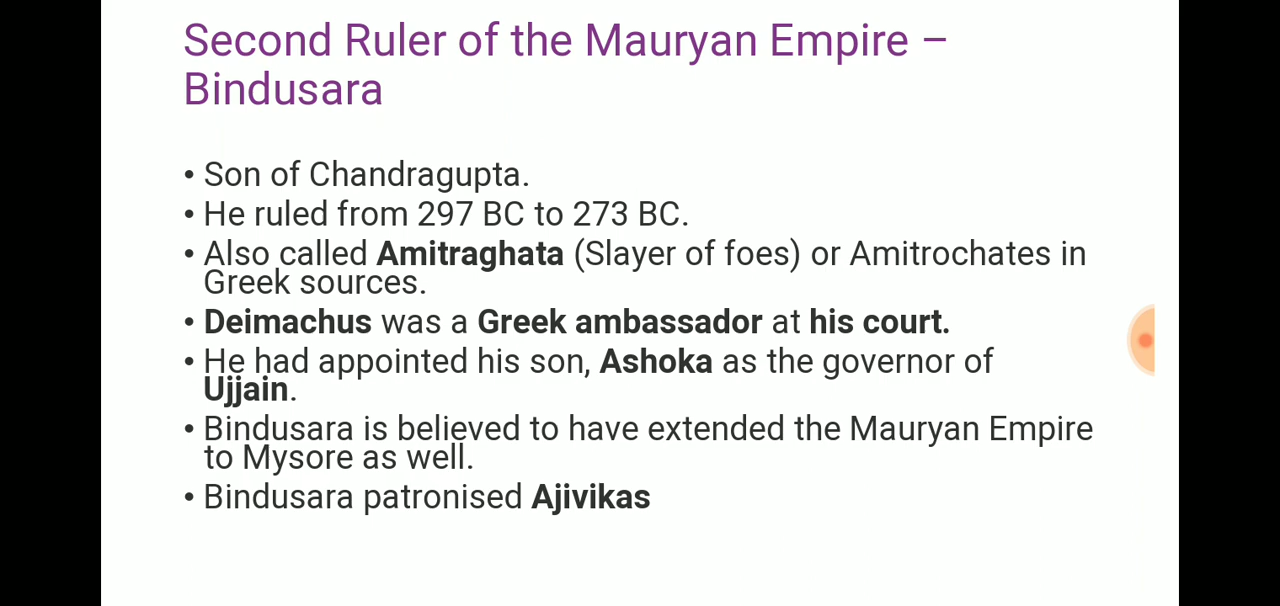 Second Ruler of the Mauryan Empire –
Bindusara
• Son of Chandragupta.
• He ruled from 297 BC to 273 BC.
• Also called Amitraghata (Slayer of foes) or Amitrochates in
Greek sources.
• Deimachus was a Greek ambassador at his court.
• He had appointed his son, Ashoka as the governor of
Ujjain.
• Bindusara is believed to have extended the Mauryan Empire
to Mysore as well.
• Bindusara patronised Ajivikas